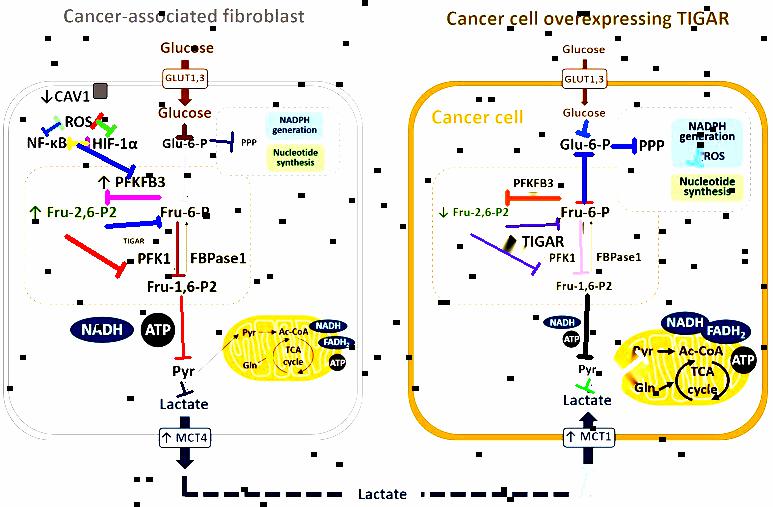 Cancer-associated fibroblast
Glucose
GLUT1,3
Glucose
↓CAV1
ROS
NF-κB
HIF-1α
Glu-6-P
PPP
NADPH
generation
Nucleotide
synthesis
↑ PFKFB3
↑ Fru-2,6-P2
Fru-6-P
TIGAR
PFK1
FBPase1
Fru-1,6-P2
NADH
ATP
Pyr
Lactate
↑ MCT4
Pyr
Ac-CoA
Gln
TCA
cycle
NADH
FADH2
ATP
Lactate
Cancer cell overexpressing TIGAR
Glucose
GLUT1,3
Glucose
Cancer cell
Glu-6-P
PPP
NADPH
generation
ROS
Nucleotide
synthesis
PFKFB3
↓ Fru-2,6-P2
Fru-6-P
TIGAR
PFK1
FBPase1
Fru-1,6-P2
NADH
ATP
Pyr
Lactate
↑ MCT1
Pyr
Ac-CoA
Gln
TCA
cycle
NADH
FADH2
ATP